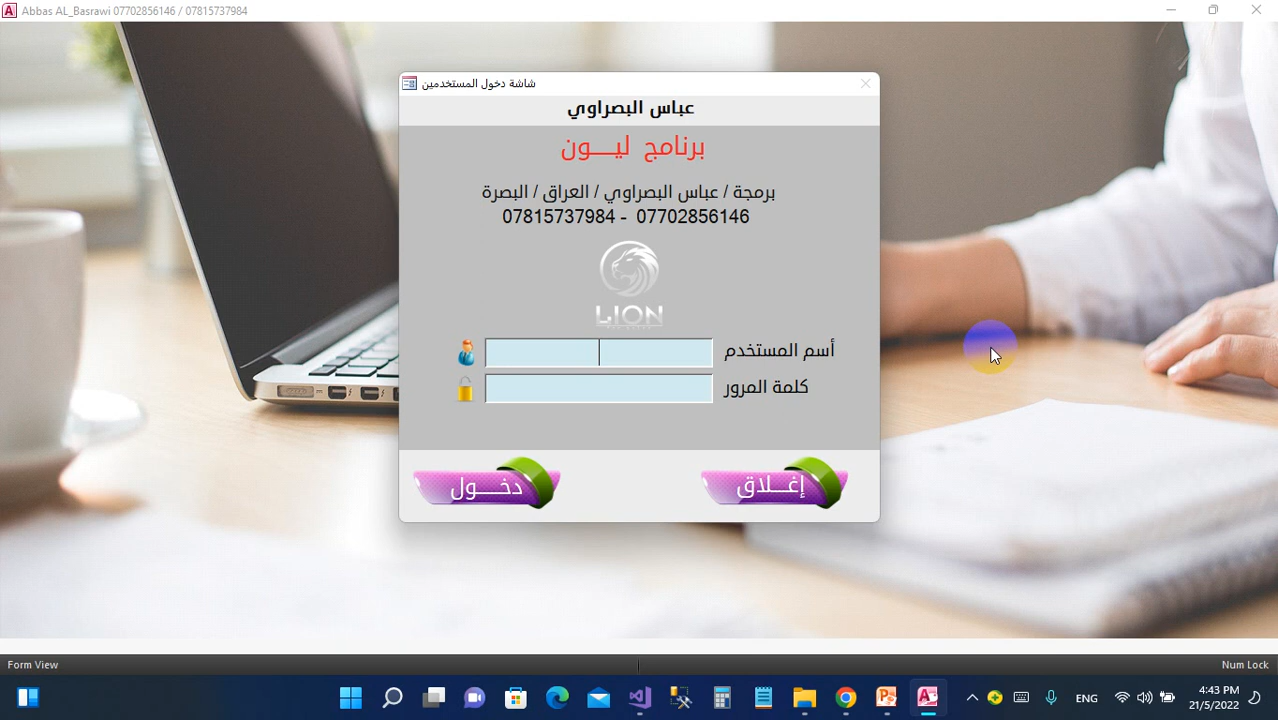 Abbas AL_Basrawi 07702856146 / 07815737984
شاشة دخول المستخدمين
عباس البصراوي
برنامج ليـــون
برمجة / عباس البصراوي / العراق / البصرة
07815737984 - 07702856146
LION
أسم المستخدم
كلمة المرور
إغـــلاق
دخـــول
Form View
Num Lock
ENG
4:43 PM
21/5/2022